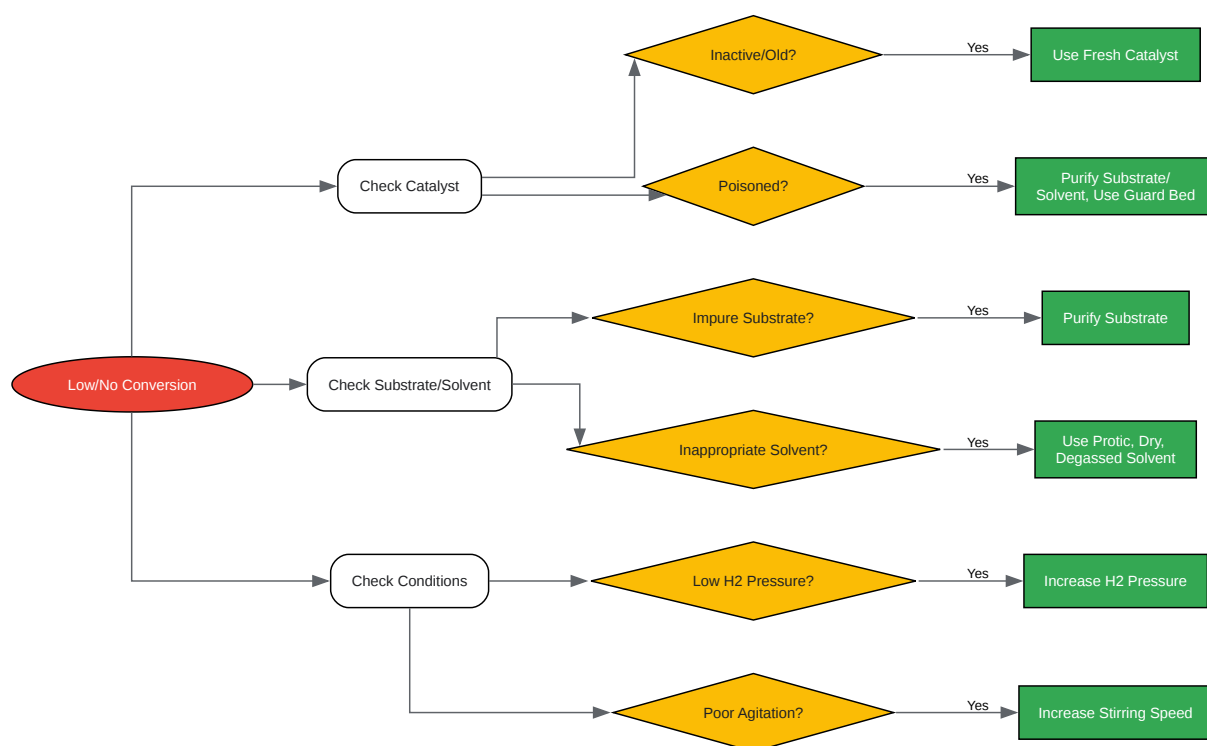 Inactive/Old?
Yes
Use Fresh Catalyst
Check Catalyst
Poisoned?
Yes
Purify Substrate/
Solvent, Use Guard Bed
Impure Substrate?
Yes
Purify Substrate
Low/No Conversion
Check Substrate/Solvent
Inappropriate Solvent?
Yes
Use Protic, Dry,
Degassed Solvent
Check Conditions
Low H2 Pressure?
Yes
Increase H2 Pressure
Poor Agitation?
Yes
Increase Stirring Speed